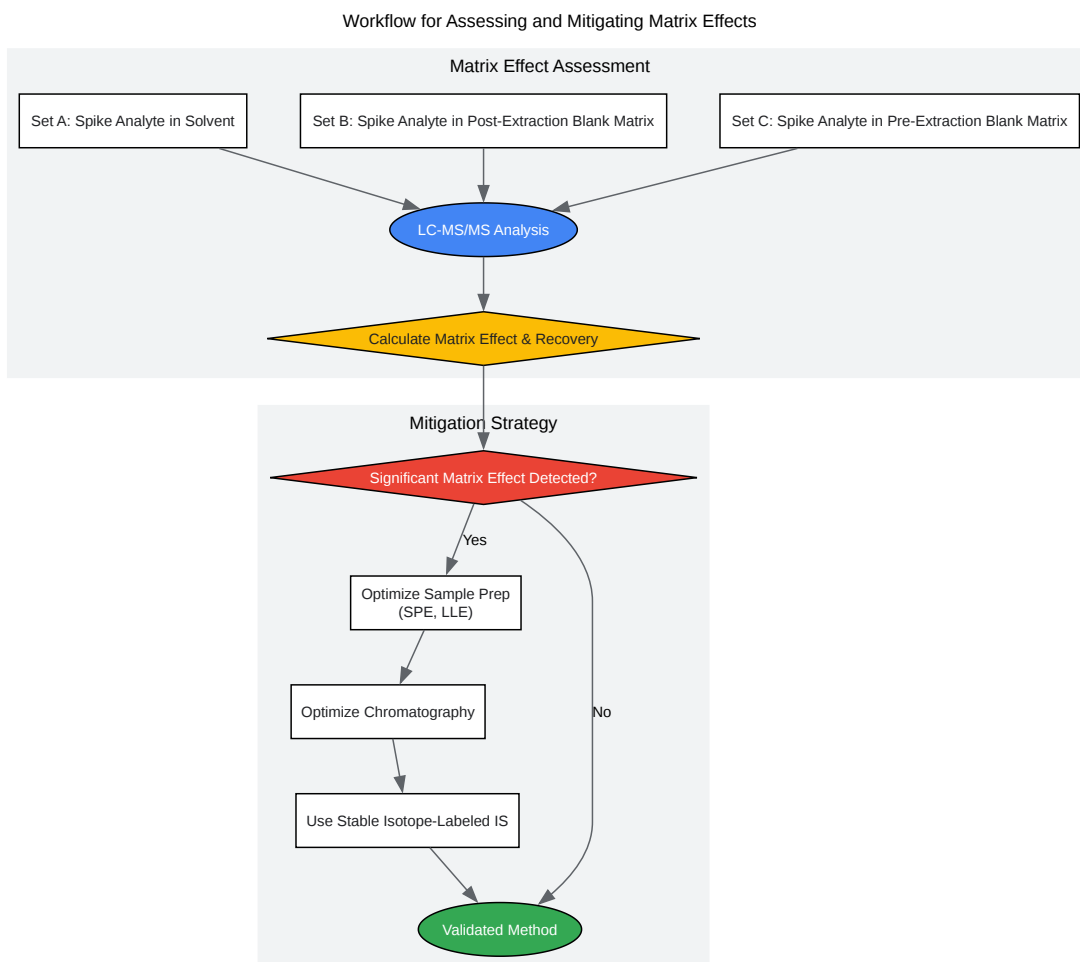 Workflow for Assessing and Mitigating Matrix Effects
Matrix Effect Assessment
Set A: Spike Analyte in Solvent
Set B: Spike Analyte in Post-Extraction Blank Matrix
Set C: Spike Analyte in Pre-Extraction Blank Matrix
LC-MS/MS Analysis
Calculate Matrix Effect & Recovery
Mitigation Strategy
Significant Matrix Effect Detected?
Yes
Optimize Sample Prep
(SPE, LLE)
Optimize Chromatography
No
Use Stable Isotope-Labeled IS
Validated Method